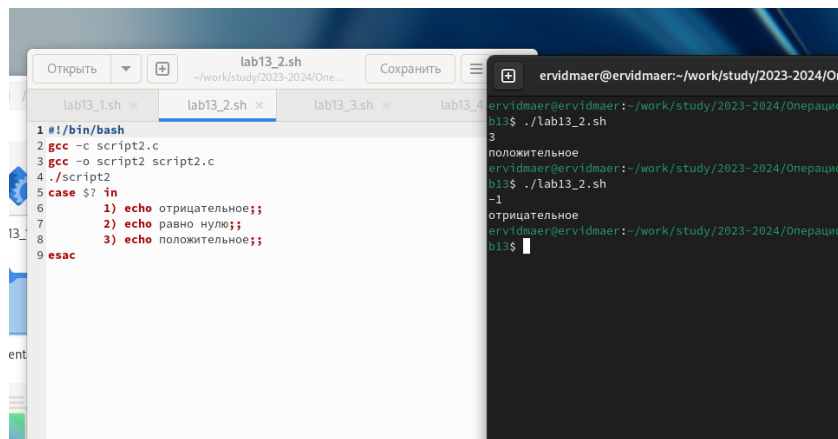 Открыть
lab13_2.sh
~/work/study/2023-2024/One...
Сохранить
lab13_1.sh ×
lab13_2.sh ×
lab13_3.sh ×
lab13_4
1 #!/bin/bash
2 gcc -c script2.c
3 gcc -o script2 script2.c
4 ./script2
5 case $? in
6 1) echo отрицательное;;
7 2) echo равно нулю;;
8 3) echo положительное;;
9 esac
13_
ent
ervidmaer@ervidmaer:~/work/study/2023-2024/О
ervidmaer@ervidmaer:~/work/study/2023-2024/Операцио
b13$ ./lab13_2.sh
3
положительное
ervidmaer@ervidmaer:~/work/study/2023-2024/Операцио
b13$ ./lab13_2.sh
-1
отрицательное
ervidmaer@ervidmaer:~/work/study/2023-2024/Операцио
b13$